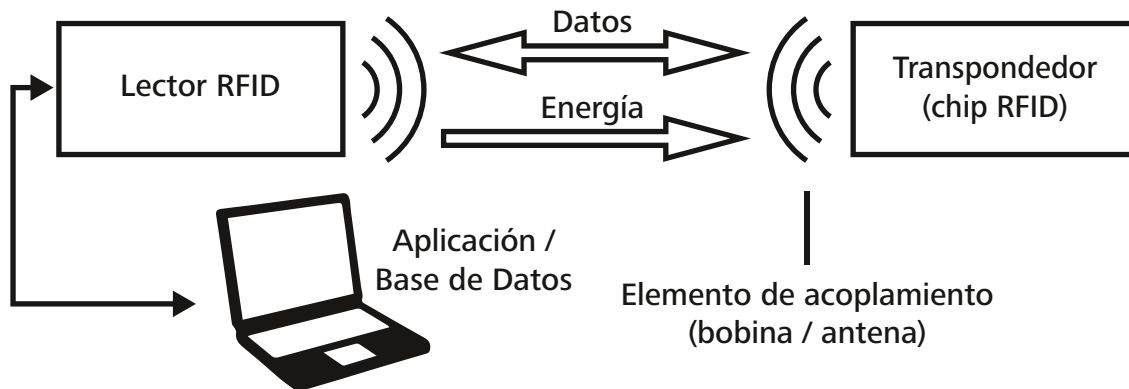 Datos
Lector RFID
Energía
Transpondedor
(chip RFID)
Aplicación /
Base de Datos
Elemento de acoplamiento
(bobina / antena)